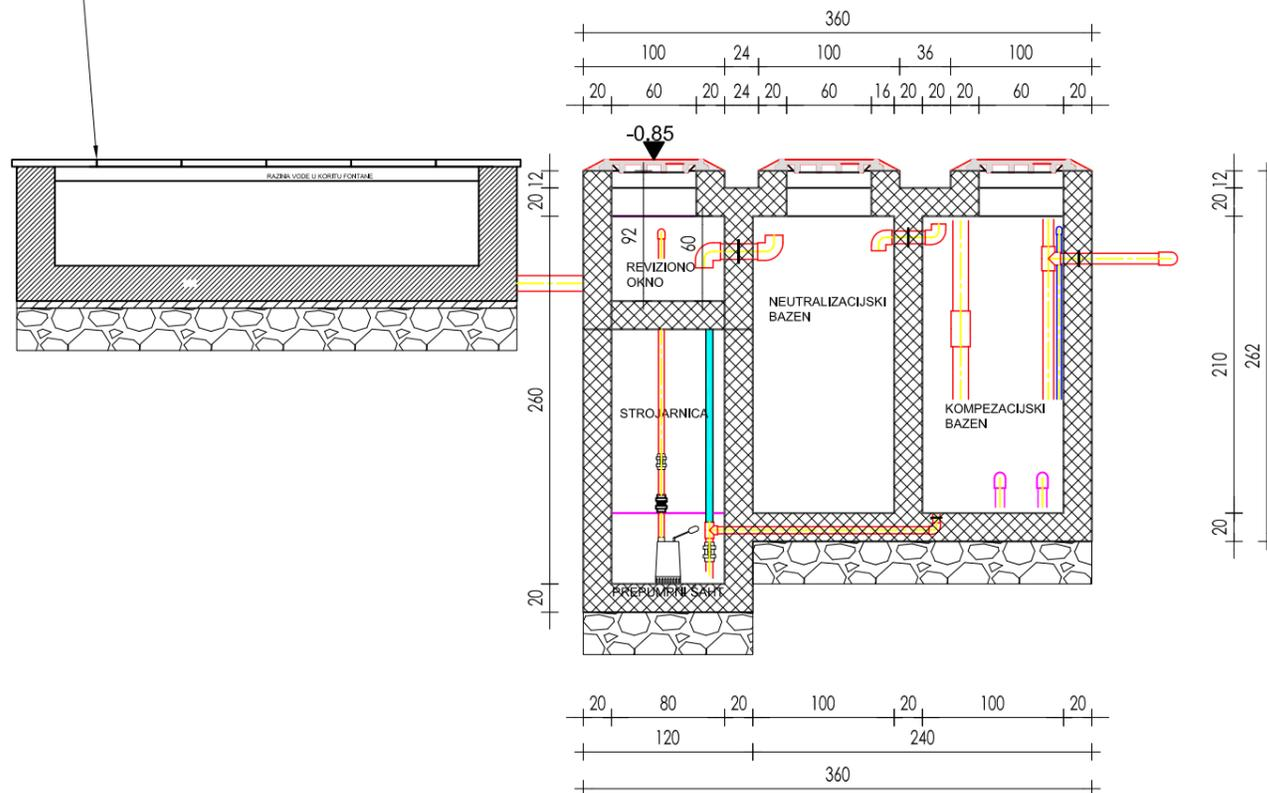 360
100 24 100 36 100
20 60 20 24 20 60 16 20 20 20 60 20
-0,85
RAZINA VODE U KORITU FONTANE
12
20
260
20
92
60
REVIZIONO
OKNO
NEUTRALIZACIJSKI
BAZEN
STROJARNICA
KOMPEZACIJSKI
BAZEN
PREPUMPNI ŠAHT
12
20
210
20
262
20 80 20 100 20 100 20
120 240
360